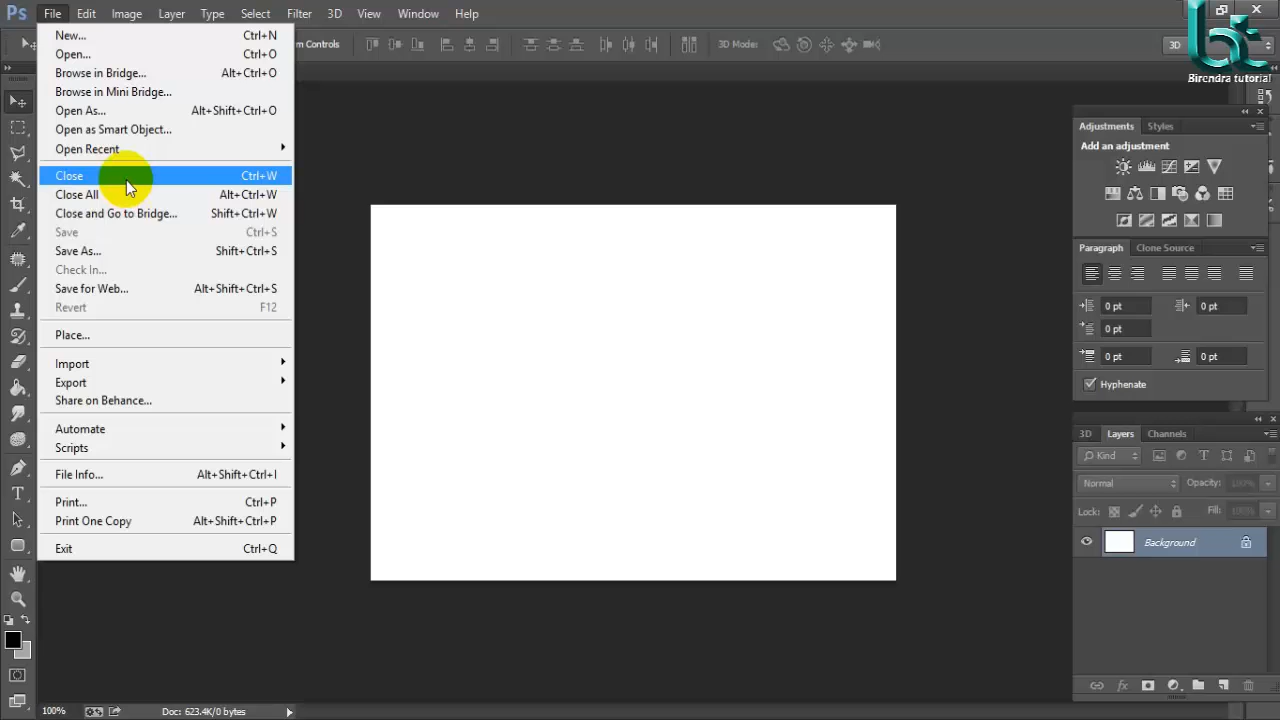 Ps File Edit Image Layer Type Select Filter 3D View Window Help
bt
Birendra tutorial
m Controls 3D Mode: 3D
New... Ctrl+N
Open... Ctrl+O
Browse in Bridge... Alt+Ctrl+O
Browse in Mini Bridge...
Open As... Alt+Shift+Ctrl+O
Open as Smart Object...
Open Recent
Close Ctrl+W
Close All Alt+Ctrl+W
Close and Go to Bridge... Shift+Ctrl+W
Save Ctrl+S
Save As... Shift+Ctrl+S
Check In...
Save for Web... Alt+Shift+Ctrl+S
Revert F12
Place...
Import
Export
Share on Behance...
Automate
Scripts
File Info... Alt+Shift+Ctrl+I
Print... Ctrl+P
Print One Copy Alt+Shift+Ctrl+P
Exit Ctrl+Q
Adjustments Styles
Add an adjustment
Paragraph Clone Source
0 pt 0 pt
0 pt
0 pt 0 pt
Hyphenate
3D Layers Channels
Kind
Normal Opacity: 100%
Lock: Fill: 100%
Background
100% Doc: 623.4K/0 bytes